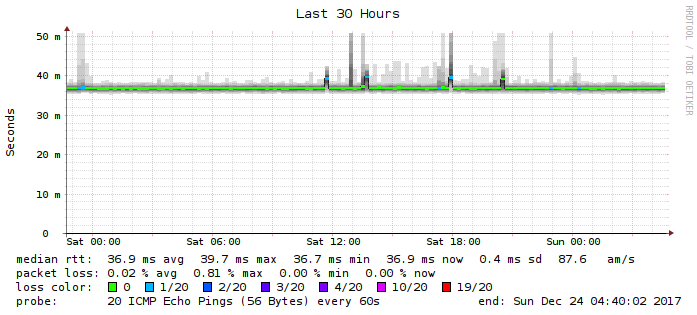 Last 30 Hours
RRDTOOL / TOBI OETIKER
Seconds
50 m
40 m
30 m
20 m
10 m
0
Sat 00:00 Sat 06:00 Sat 12:00 Sat 18:00 Sun 00:00
median rtt: 36.9 ms avg 39.7 ms max 36.7 ms min 36.9 ms now 0.4 ms sd 87.6 am/s
packet loss: 0.02 % avg 0.81 % max 0.00 % min 0.00 % now
loss color: 0 1/20 2/20 3/20 4/20 10/20 19/20
probe: 20 ICMP Echo Pings (56 Bytes) every 60s end: Sun Dec 24 04:40:02 2017